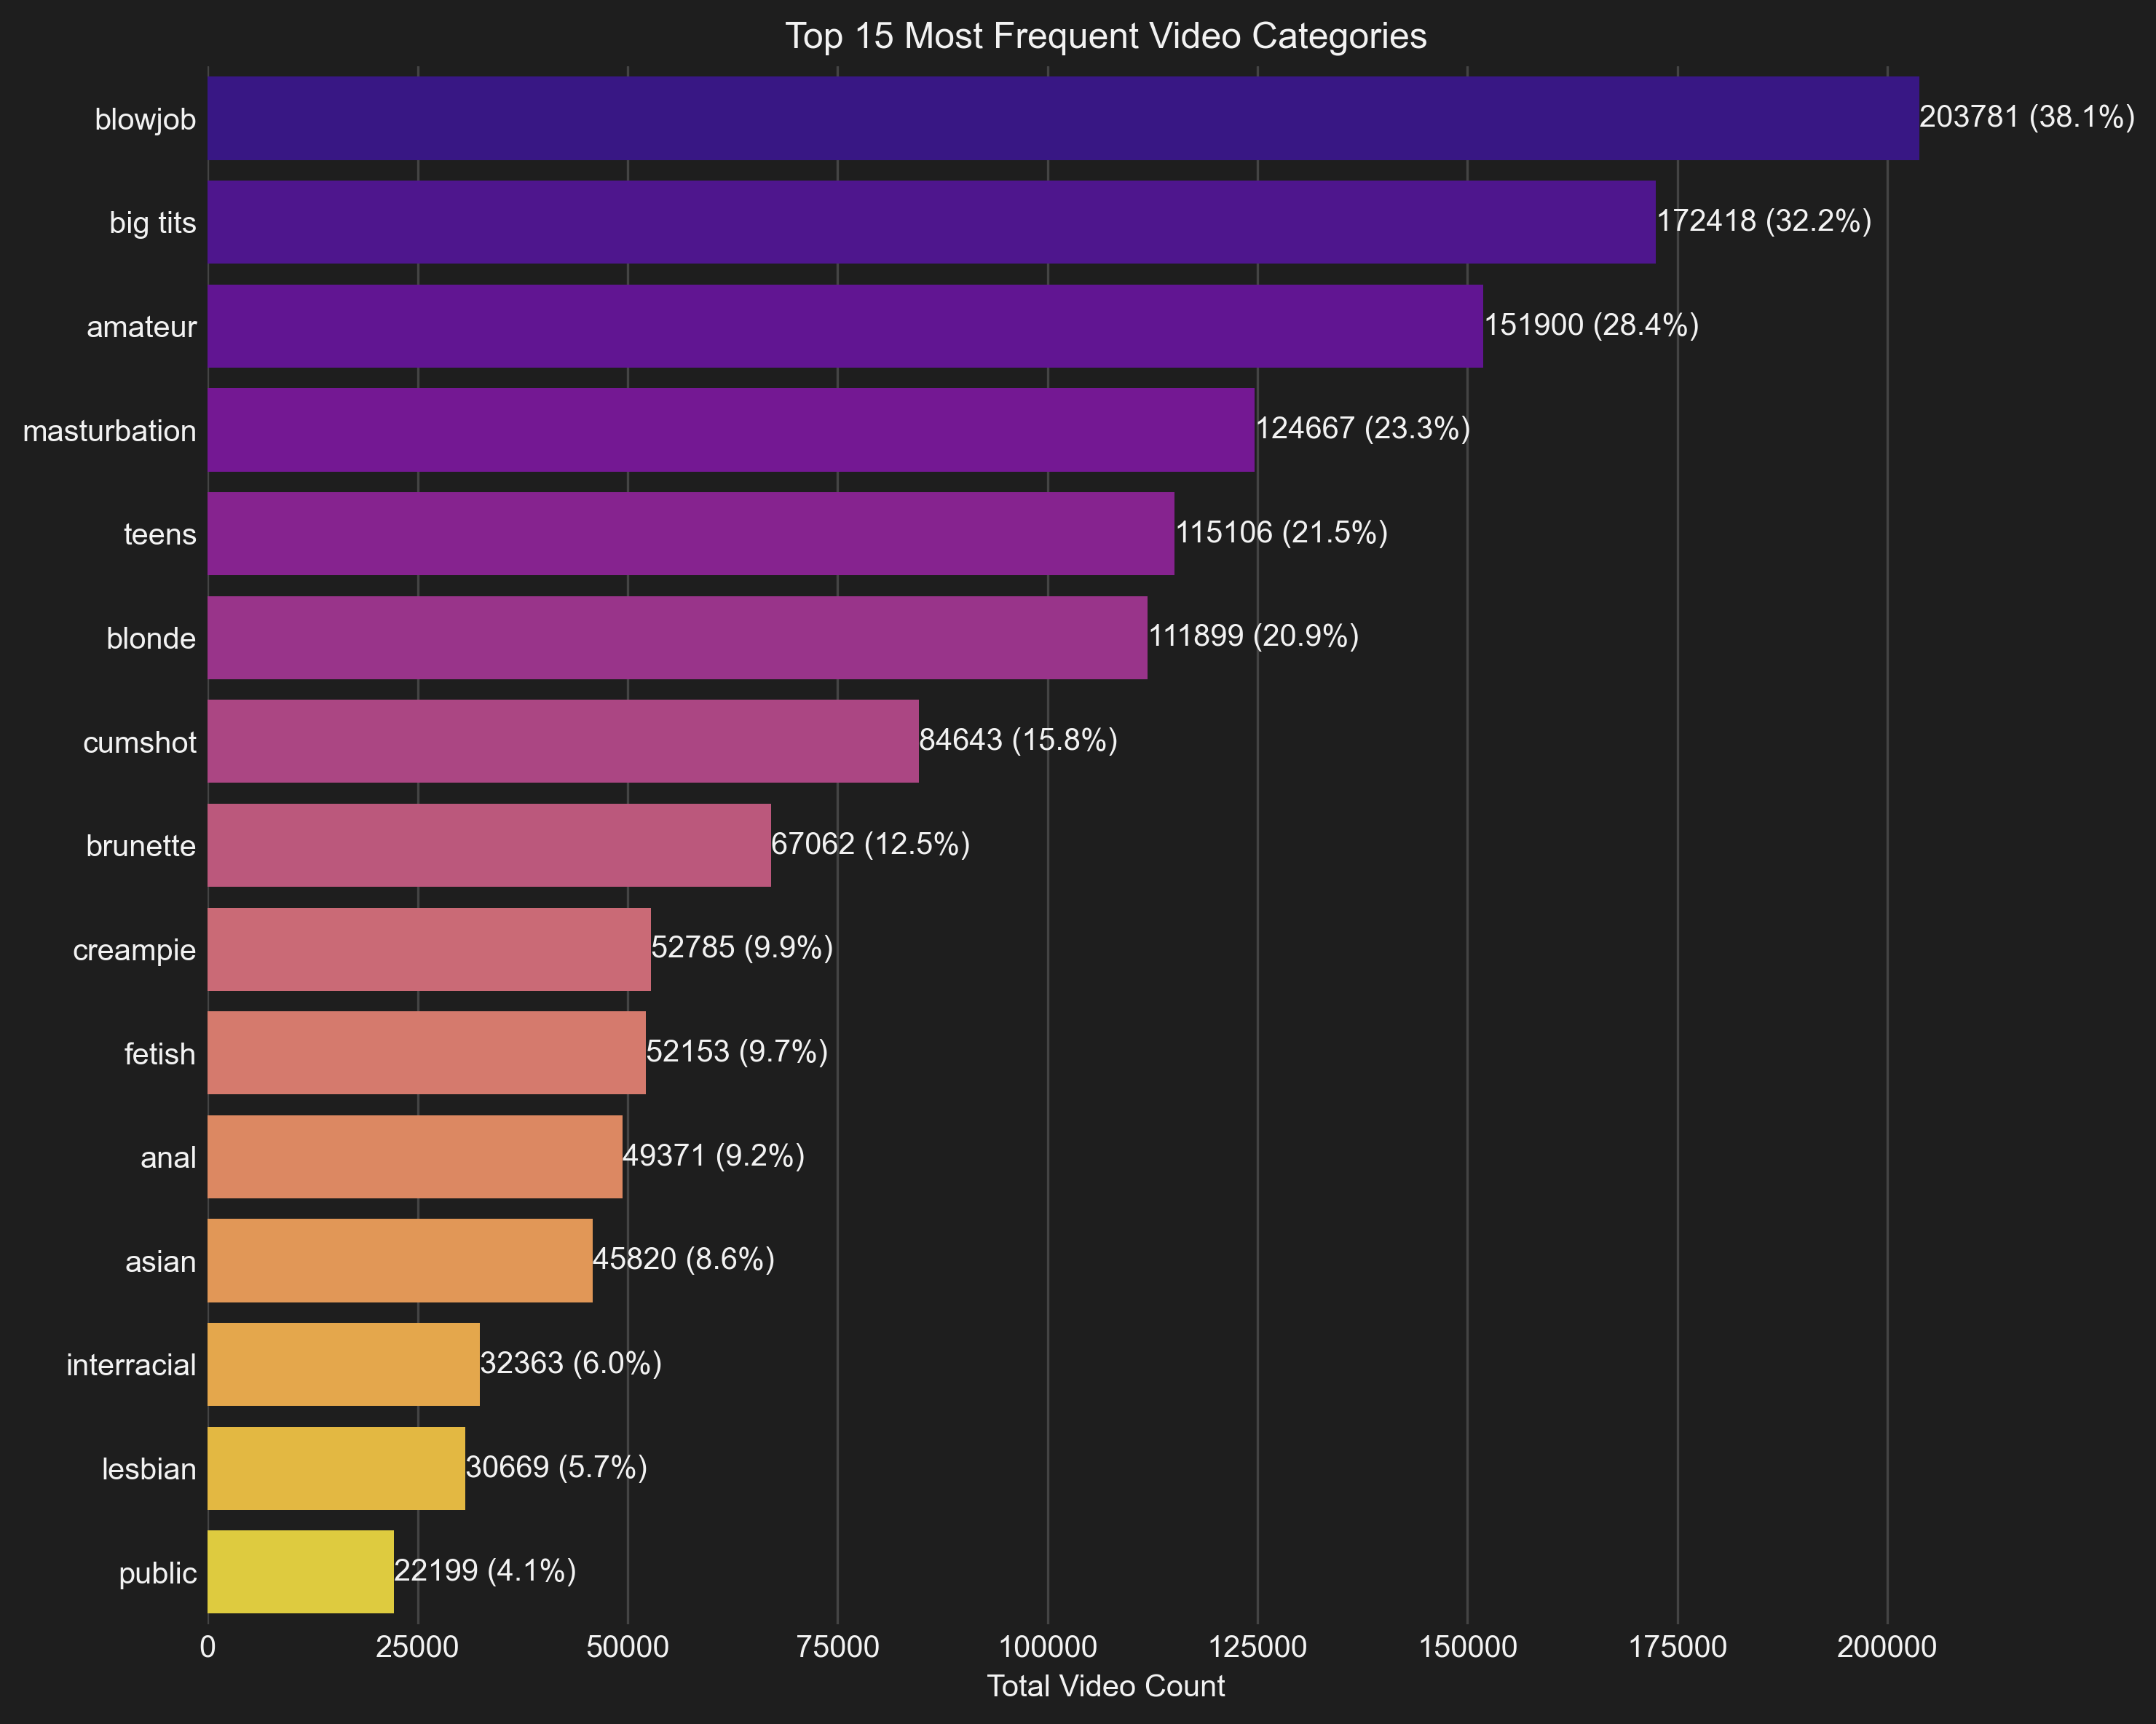 Top 15 Most Frequent Video Categories
blowjob 203781 (38.1%)
big tits 172418 (32.2%)
amateur 151900 (28.4%)
masturbation 124667 (23.3%)
teens 115106 (21.5%)
blonde 111899 (20.9%)
cumshot 84643 (15.8%)
brunette 67062 (12.5%)
creampie 52785 (9.9%)
fetish 52153 (9.7%)
anal 49371 (9.2%)
asian 45820 (8.6%)
interracial 32363 (6.0%)
lesbian 30669 (5.7%)
public 22199 (4.1%)
0 25000 50000 75000 100000 125000 150000 175000 200000
Total Video Count